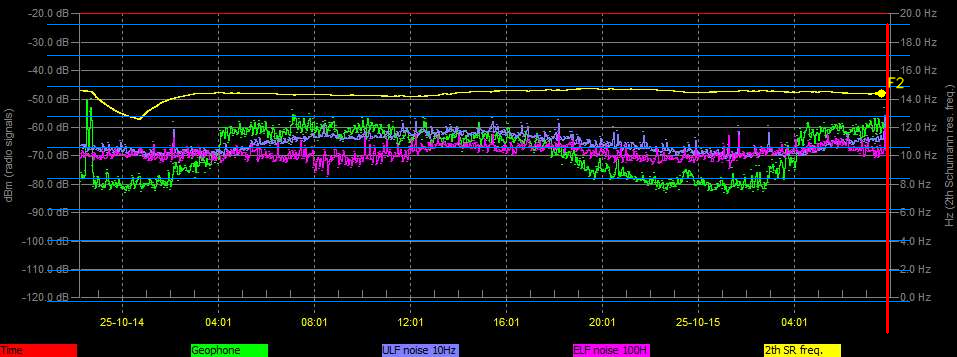 -20.0 dB 20.0 Hz
-30.0 dB 18.0 Hz
-40.0 dB 16.0 Hz
F2
-50.0 dB 14.0 Hz
-60.0 dB 12.0 Hz
-70.0 dB 10.0 Hz
-80.0 dB 8.0 Hz
-90.0 dB 6.0 Hz
-100.0 dB 4.0 Hz
-110.0 dB 2.0 Hz
-120.0 dB 0.0 Hz
dBm (radio signals)
Hz (2th Schumann res. freq.)
25-10-14 04:01 08:01 12:01 16:01 20:01 25-10-15 04:01
Time Geophone ULF noise 10Hz ELF noise 100H 2th SR freq.